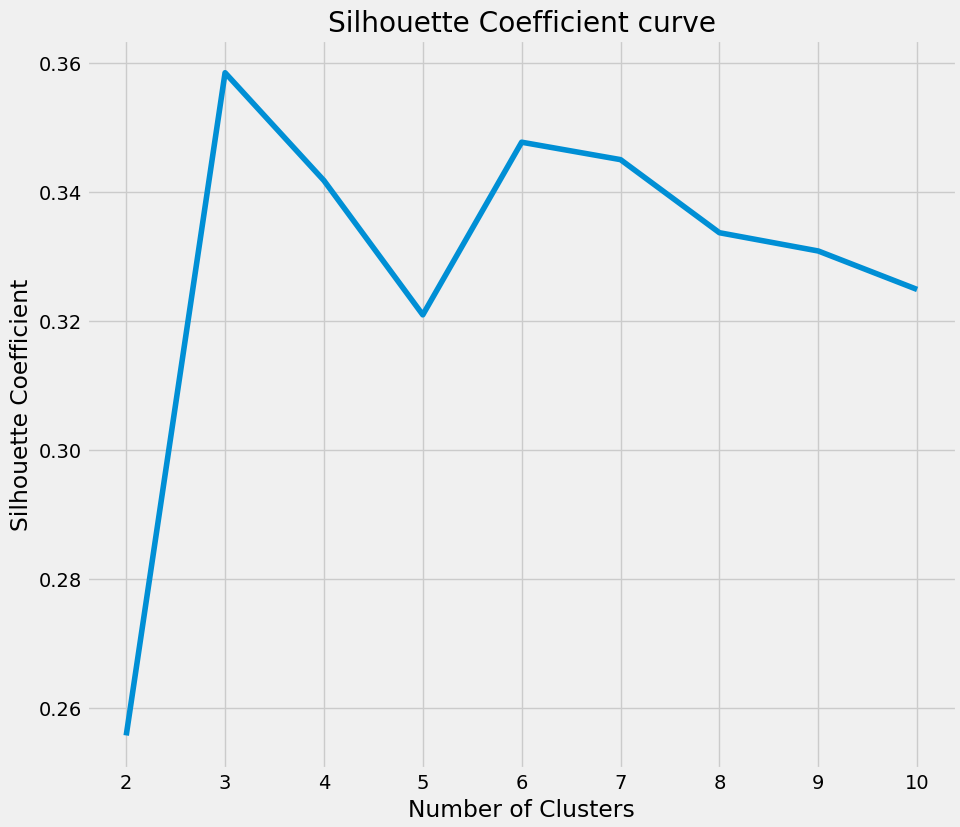 Silhouette Coefficient curve
Silhouette Coefficient
0.36
0.34
0.32
0.30
0.28
0.26
2 3 4 5 6 7 8 9 10
Number of Clusters